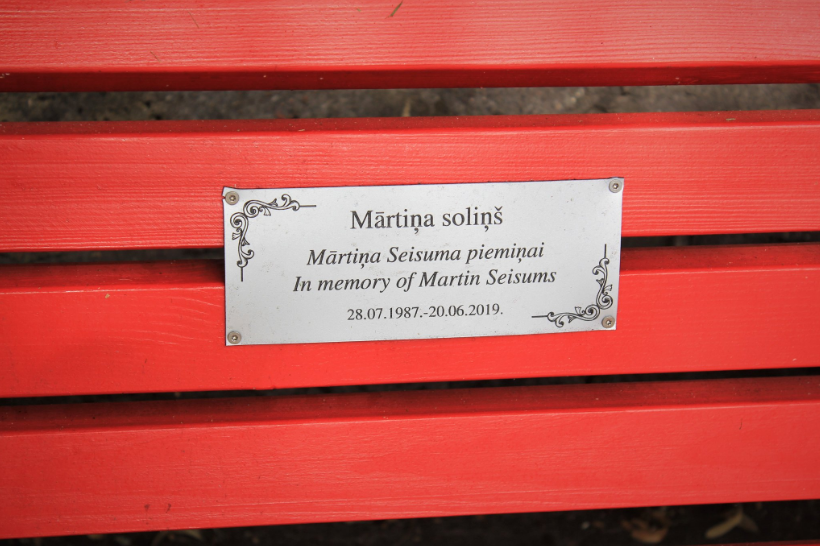 Mārtiņa soliņš
Mārtiņa Seisuma piemiņai
In memory of Martin Seisums
28.07.1987.-20.06.2019.